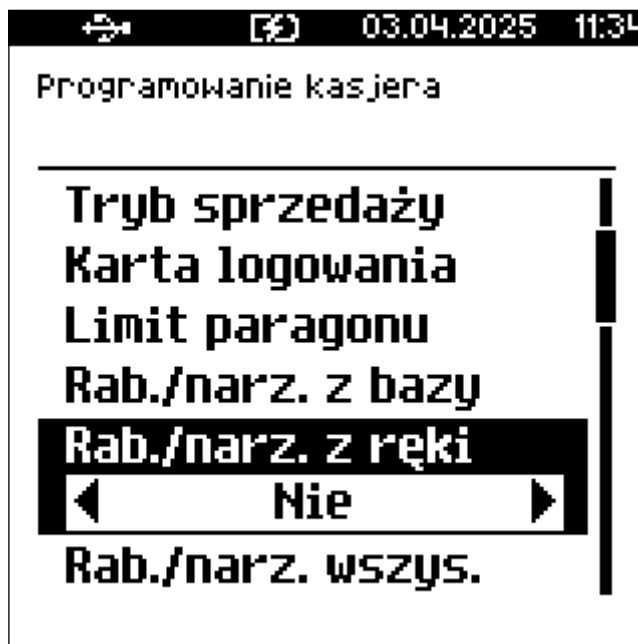 03.04.2025 11:34
Programowanie kasjera
Tryb sprzedaży
Karta logowania
Limit paragonu
Rab./narz. z bazy
Rab./narz. z ręki
Nie
Rab./narz. wszys.